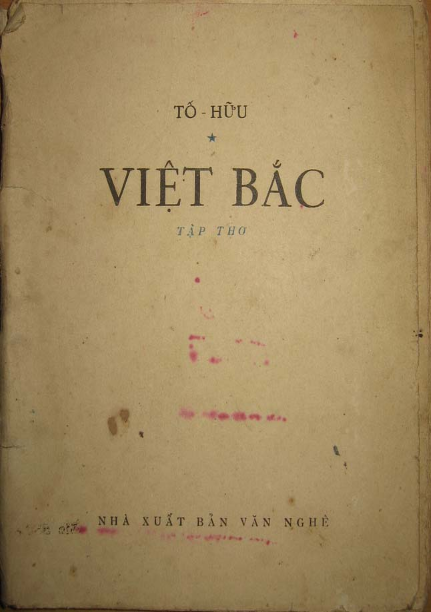 TỐ - HỮU
VIỆT BẮC
TẬP THƠ
NHÀ XUẤT BẢN VĂN NGHỆ